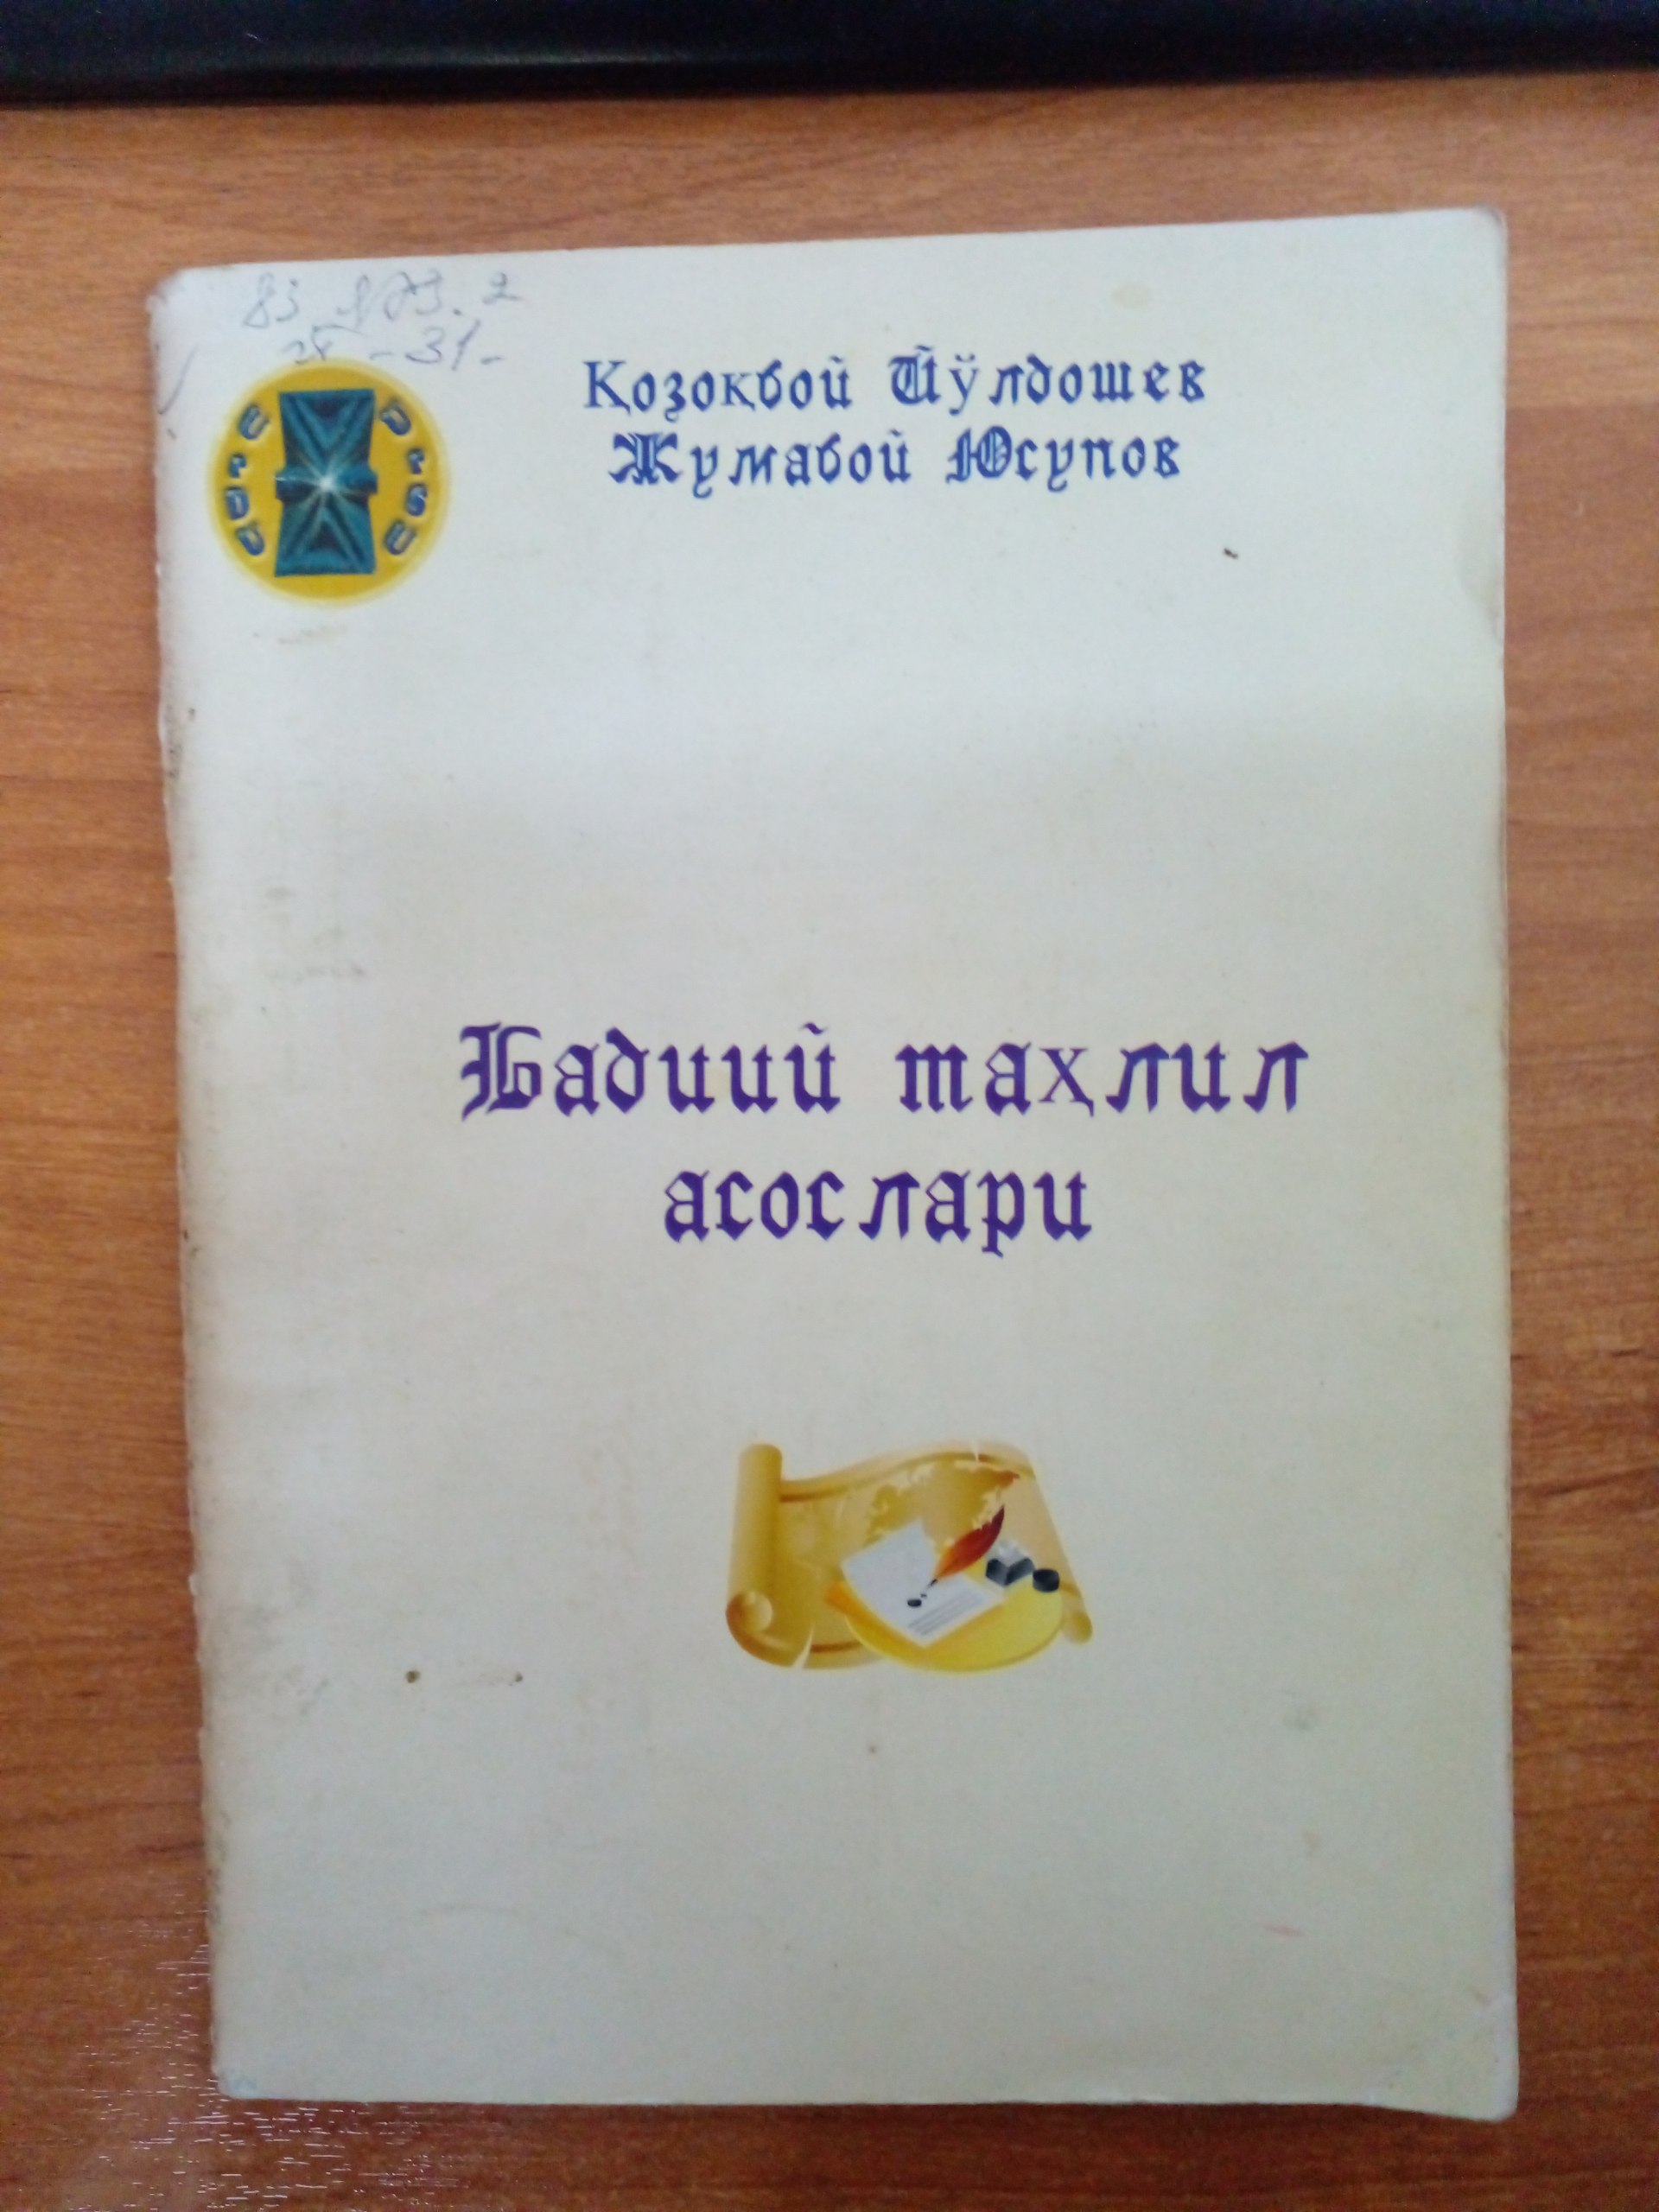 Қозоқбой Йўлдошев
Жумабой Юсупов
Бадиий таҳлил
асослари